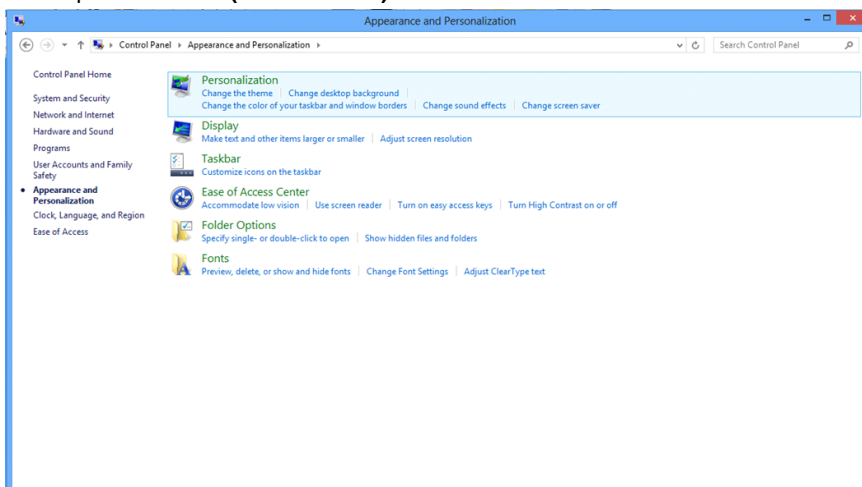 Appearance and Personalization
Control Panel Appearance and Personalization
Search Control Panel
Control Panel Home
System and Security
Network and Internet
Hardware and Sound
Programs
User Accounts and Family
Safety
Appearance and
Personalization
Clock, Language, and Region
Ease of Access
Personalization
Change the theme Change desktop background
Change the color of your taskbar and window borders Change sound effects Change screen saver
Display
Make text and other items larger or smaller Adjust screen resolution
Taskbar
Customize icons on the taskbar
Ease of Access Center
Accommodate low vision Use screen reader Turn on easy access keys Turn High Contrast on or off
Folder Options
Specify single- or double-click to open Show hidden files and folders
Fonts
Preview, delete, or show and hide fonts Change Font Settings Adjust ClearType text